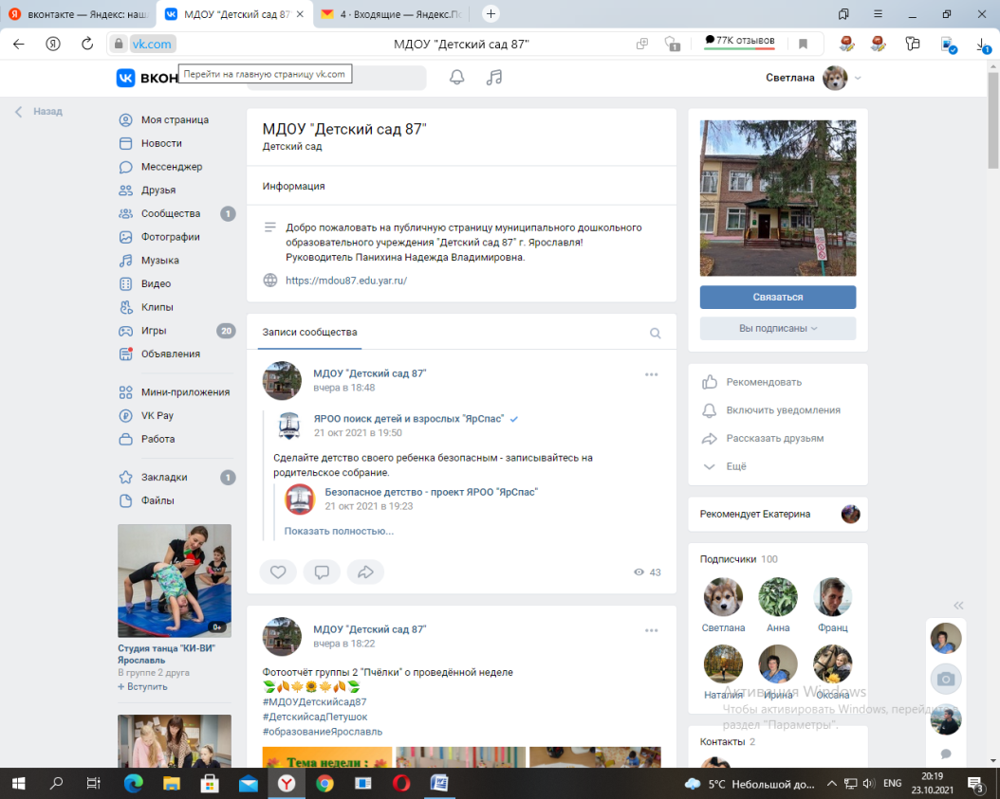 вконтакте — Яндекс: наш
МДОУ "Детский сад 87"
4 · Входящие — Яндекс.По
vk.com
МДОУ "Детский сад 87"
77К отзывов
Перейти на главную страницу vk.com
ВКОН
Светлана
Назад
Моя страница
Новости
Мессенджер
Друзья
Сообщества 1
Фотографии
Музыка
Видео
Клипы
Игры 20
Объявления
Мини-приложения
VK Pay
Работа
Закладки 1
Файлы
0+
Студия танца "КИ-ВИ"
Ярославль
В группе 2 друга
+ Вступить
МДОУ "Детский сад 87"
Детский сад
Информация
Добро пожаловать на публичную страницу муниципального дошкольного
образовательного учреждения "Детский сад 87" г. Ярославля!
Руководитель Панихина Надежда Владимировна.
https://mdou87.edu.yar.ru/
Записи сообщества
МДОУ "Детский сад 87"
вчера в 18:48
ЯРОО поиск детей и взрослых "ЯрСпас"
21 окт 2021 в 19:50
Сделайте детство своего ребенка безопасным - записывайтесь на
родительское собрание.
Безопасное детство - проект ЯРОО "ЯрСпас"
21 окт 2021 в 19:23
Показать полностью...
43
МДОУ "Детский сад 87"
вчера в 18:22
Фотоотчёт группы 2 "Пчёлки" о проведённой неделе
#МДОУДетскийсад87
#ДетскийсадПетушок
#образованиеЯрославль
Тема недели :
Связаться
Вы подписаны
Рекомендовать
Включить уведомления
Рассказать друзьям
Ещё
Рекомендует Екатерина
Подписчики 100
Светлана
Анна
Франц
Наталия
Ирина
Оксана
Контакты 2
Активация Windows
Чтобы активировать Windows, перейдите в
раздел "Параметры".
5°C Небольшой до...
ENG
20:19
23.10.2021
3